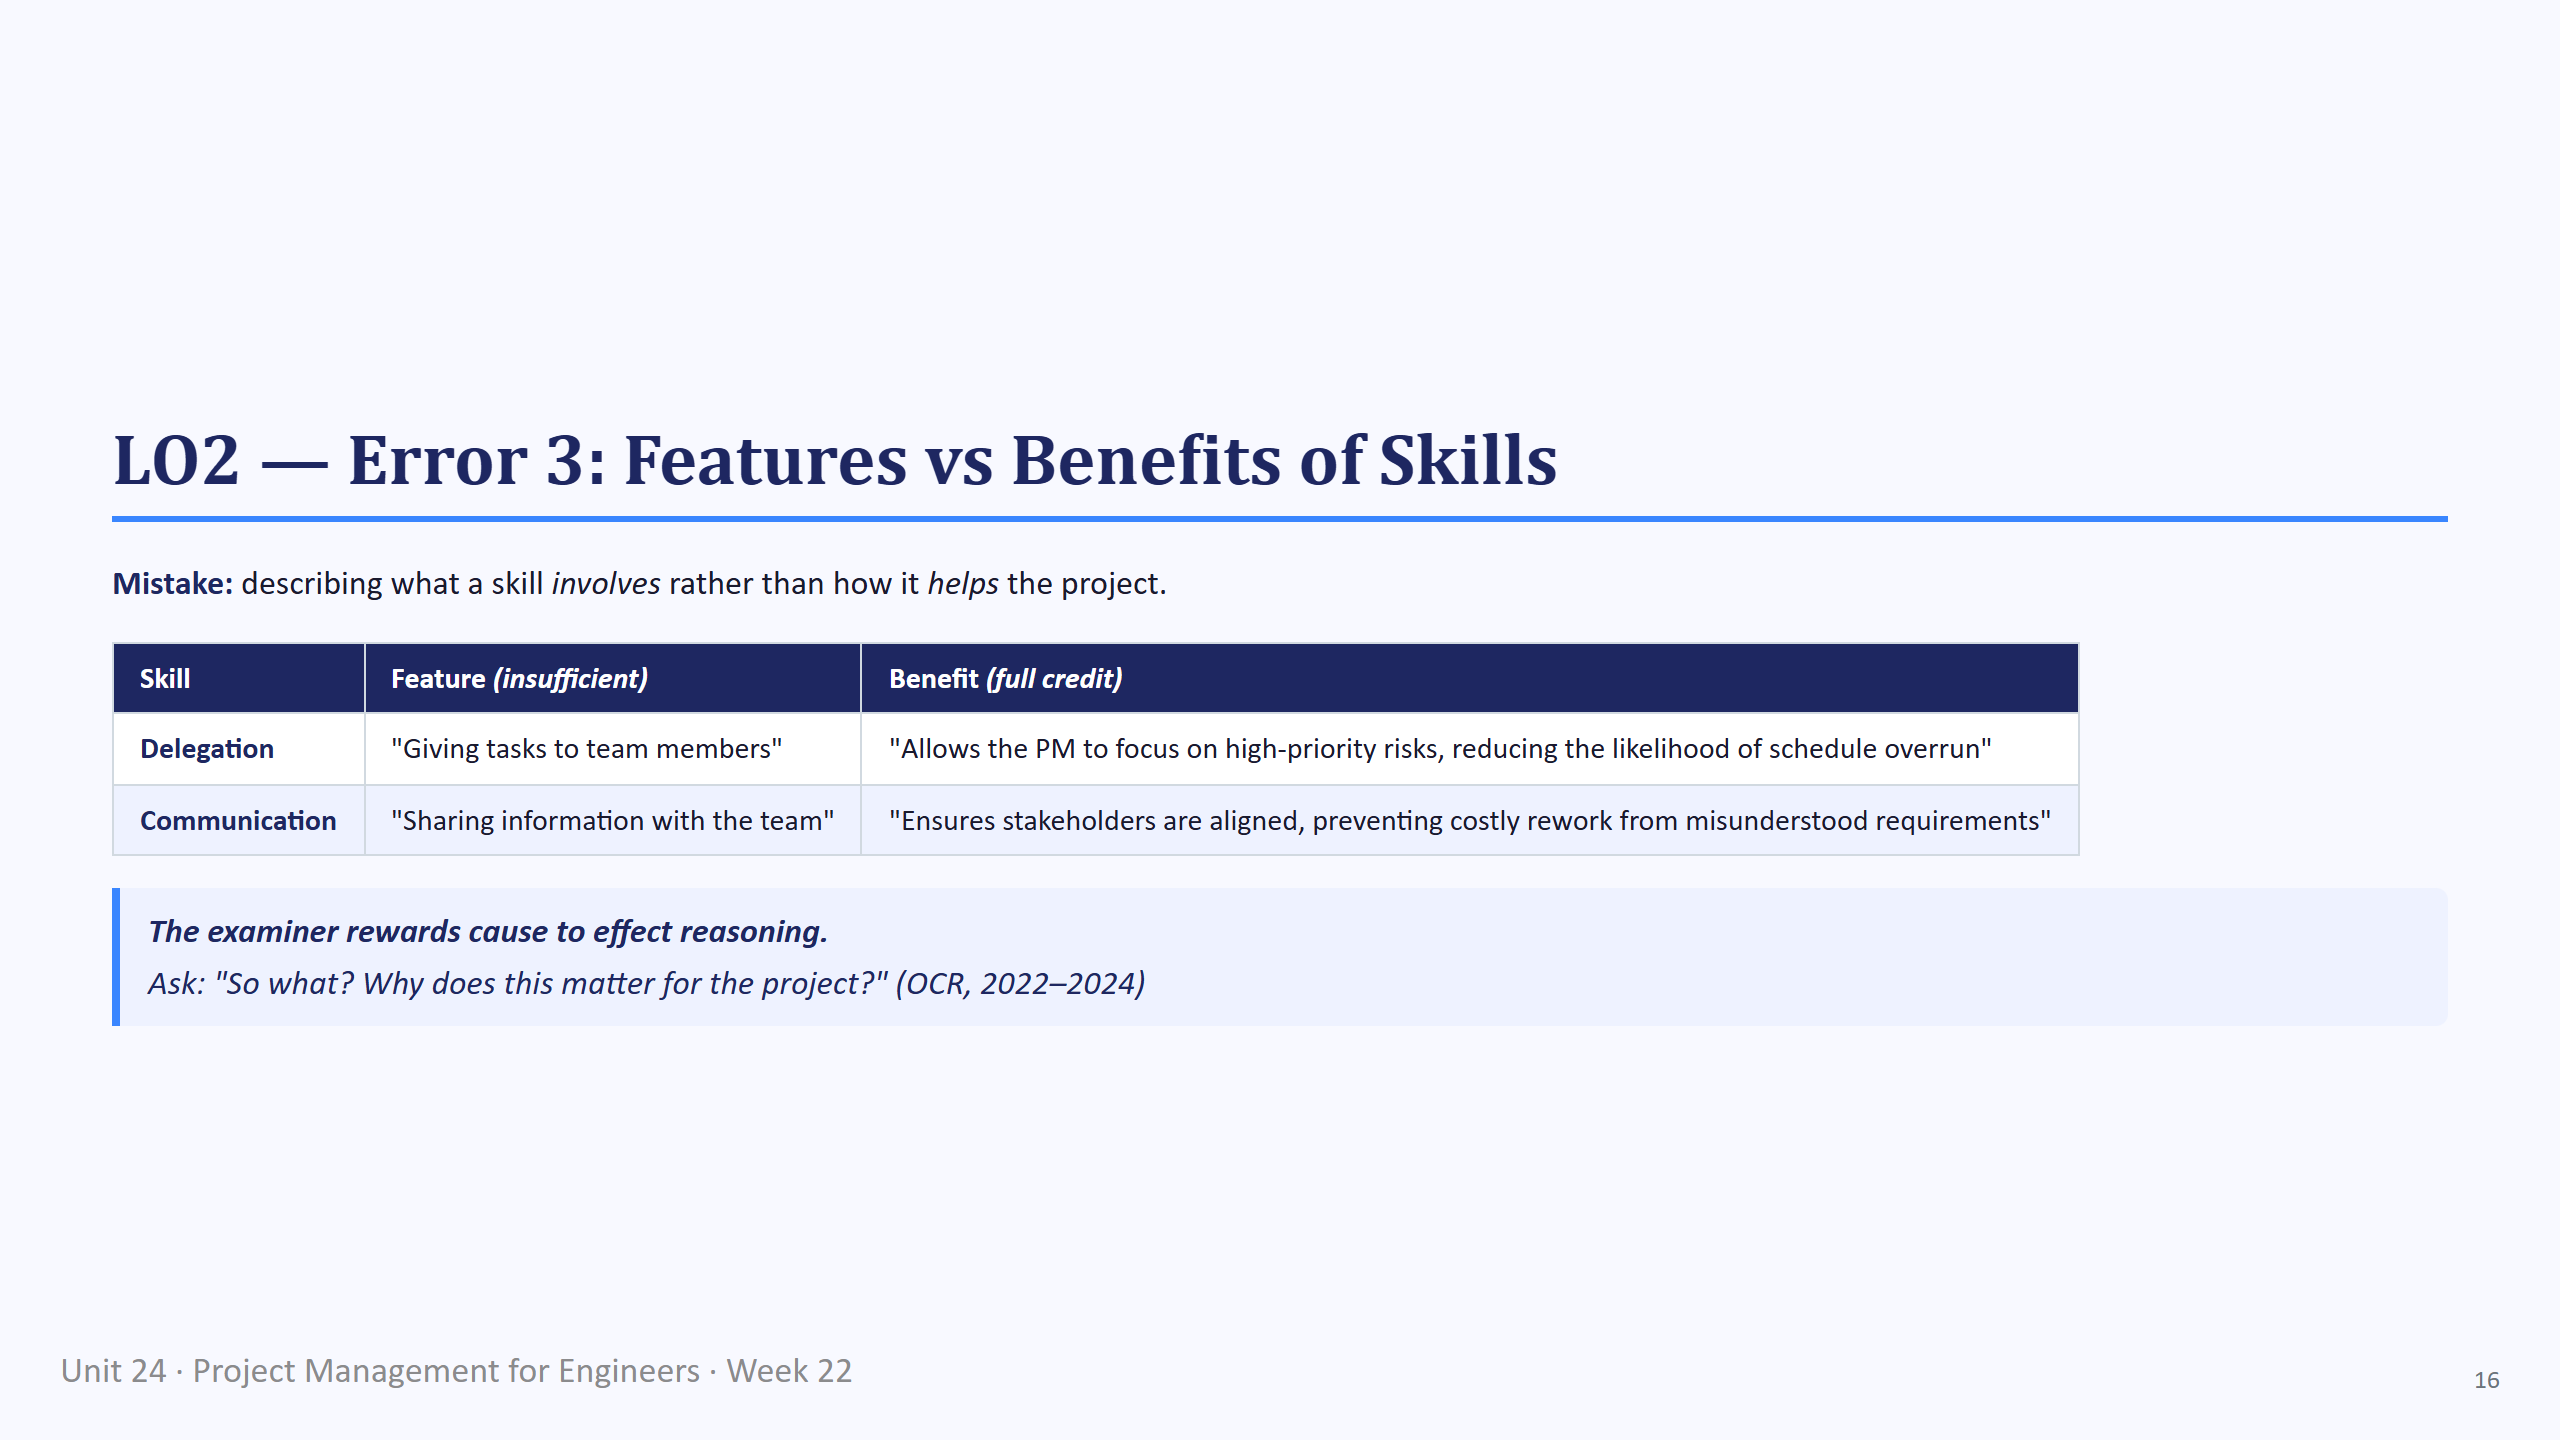 LO2 — Error 3: Features vs Benefits of Skills
Mistake: describing what a skill involves rather than how it helps the project.
Skill Feature (insufficient) Benefit (full credit)
Delegation "Giving tasks to team members" "Allows the PM to focus on high-priority risks, reducing the likelihood of schedule overrun"
Communication "Sharing information with the team" "Ensures stakeholders are aligned, preventing costly rework from misunderstood requirements"
The examiner rewards cause to effect reasoning.
Ask: "So what? Why does this matter for the project?" (OCR, 2022–2024)
Unit 24 · Project Management for Engineers · Week 22
16